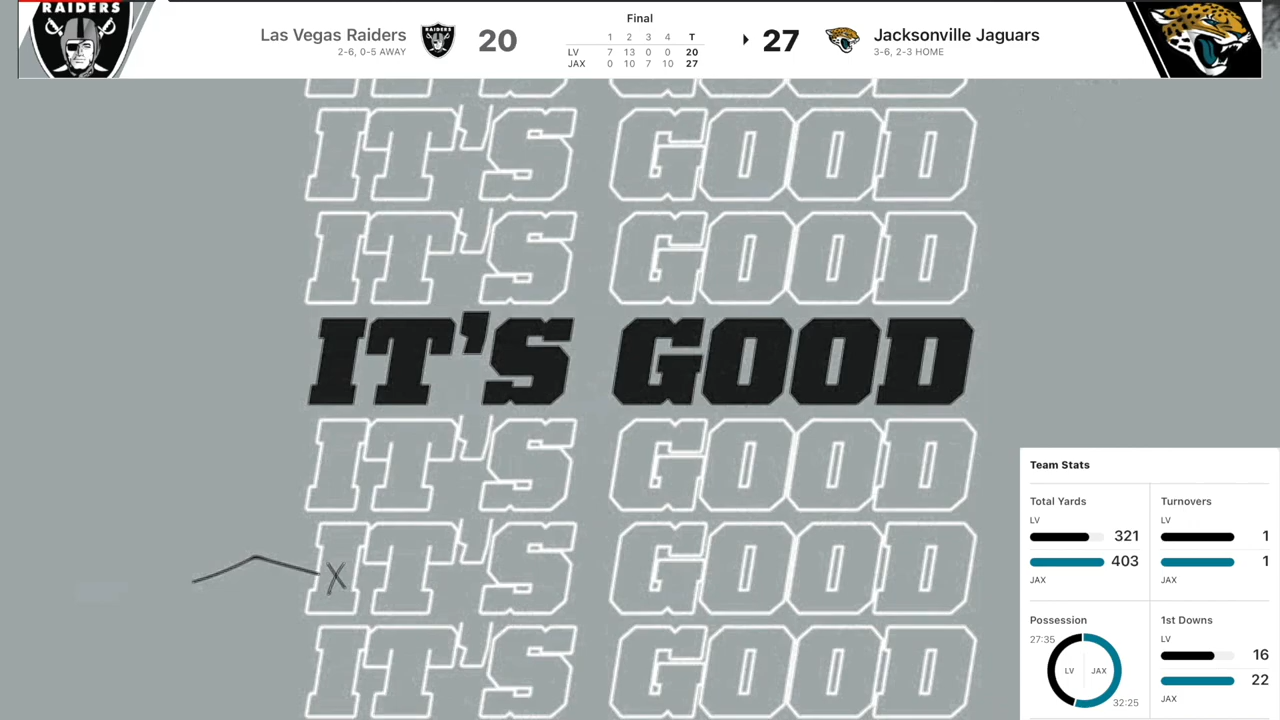 RAIDERS
Las Vegas Raiders
2-6, 0-5 AWAY
RAIDERS
20
Final
1 2 3 4 T
LV 7 13 0 0 20
JAX 0 10 7 10 27
27
Jacksonville Jaguars
3-6, 2-3 HOME
IT'S GOOD
IT'S GOOD
IT'S GOOD
IT'S GOOD
IT'S GOOD
IT'S GOOD
IT'S GOOD
X
Team Stats
Total Yards
LV
321
403
JAX
Turnovers
LV
1
1
JAX
Possession
27:35
LV JAX
32:25
1st Downs
LV
16
22
JAX